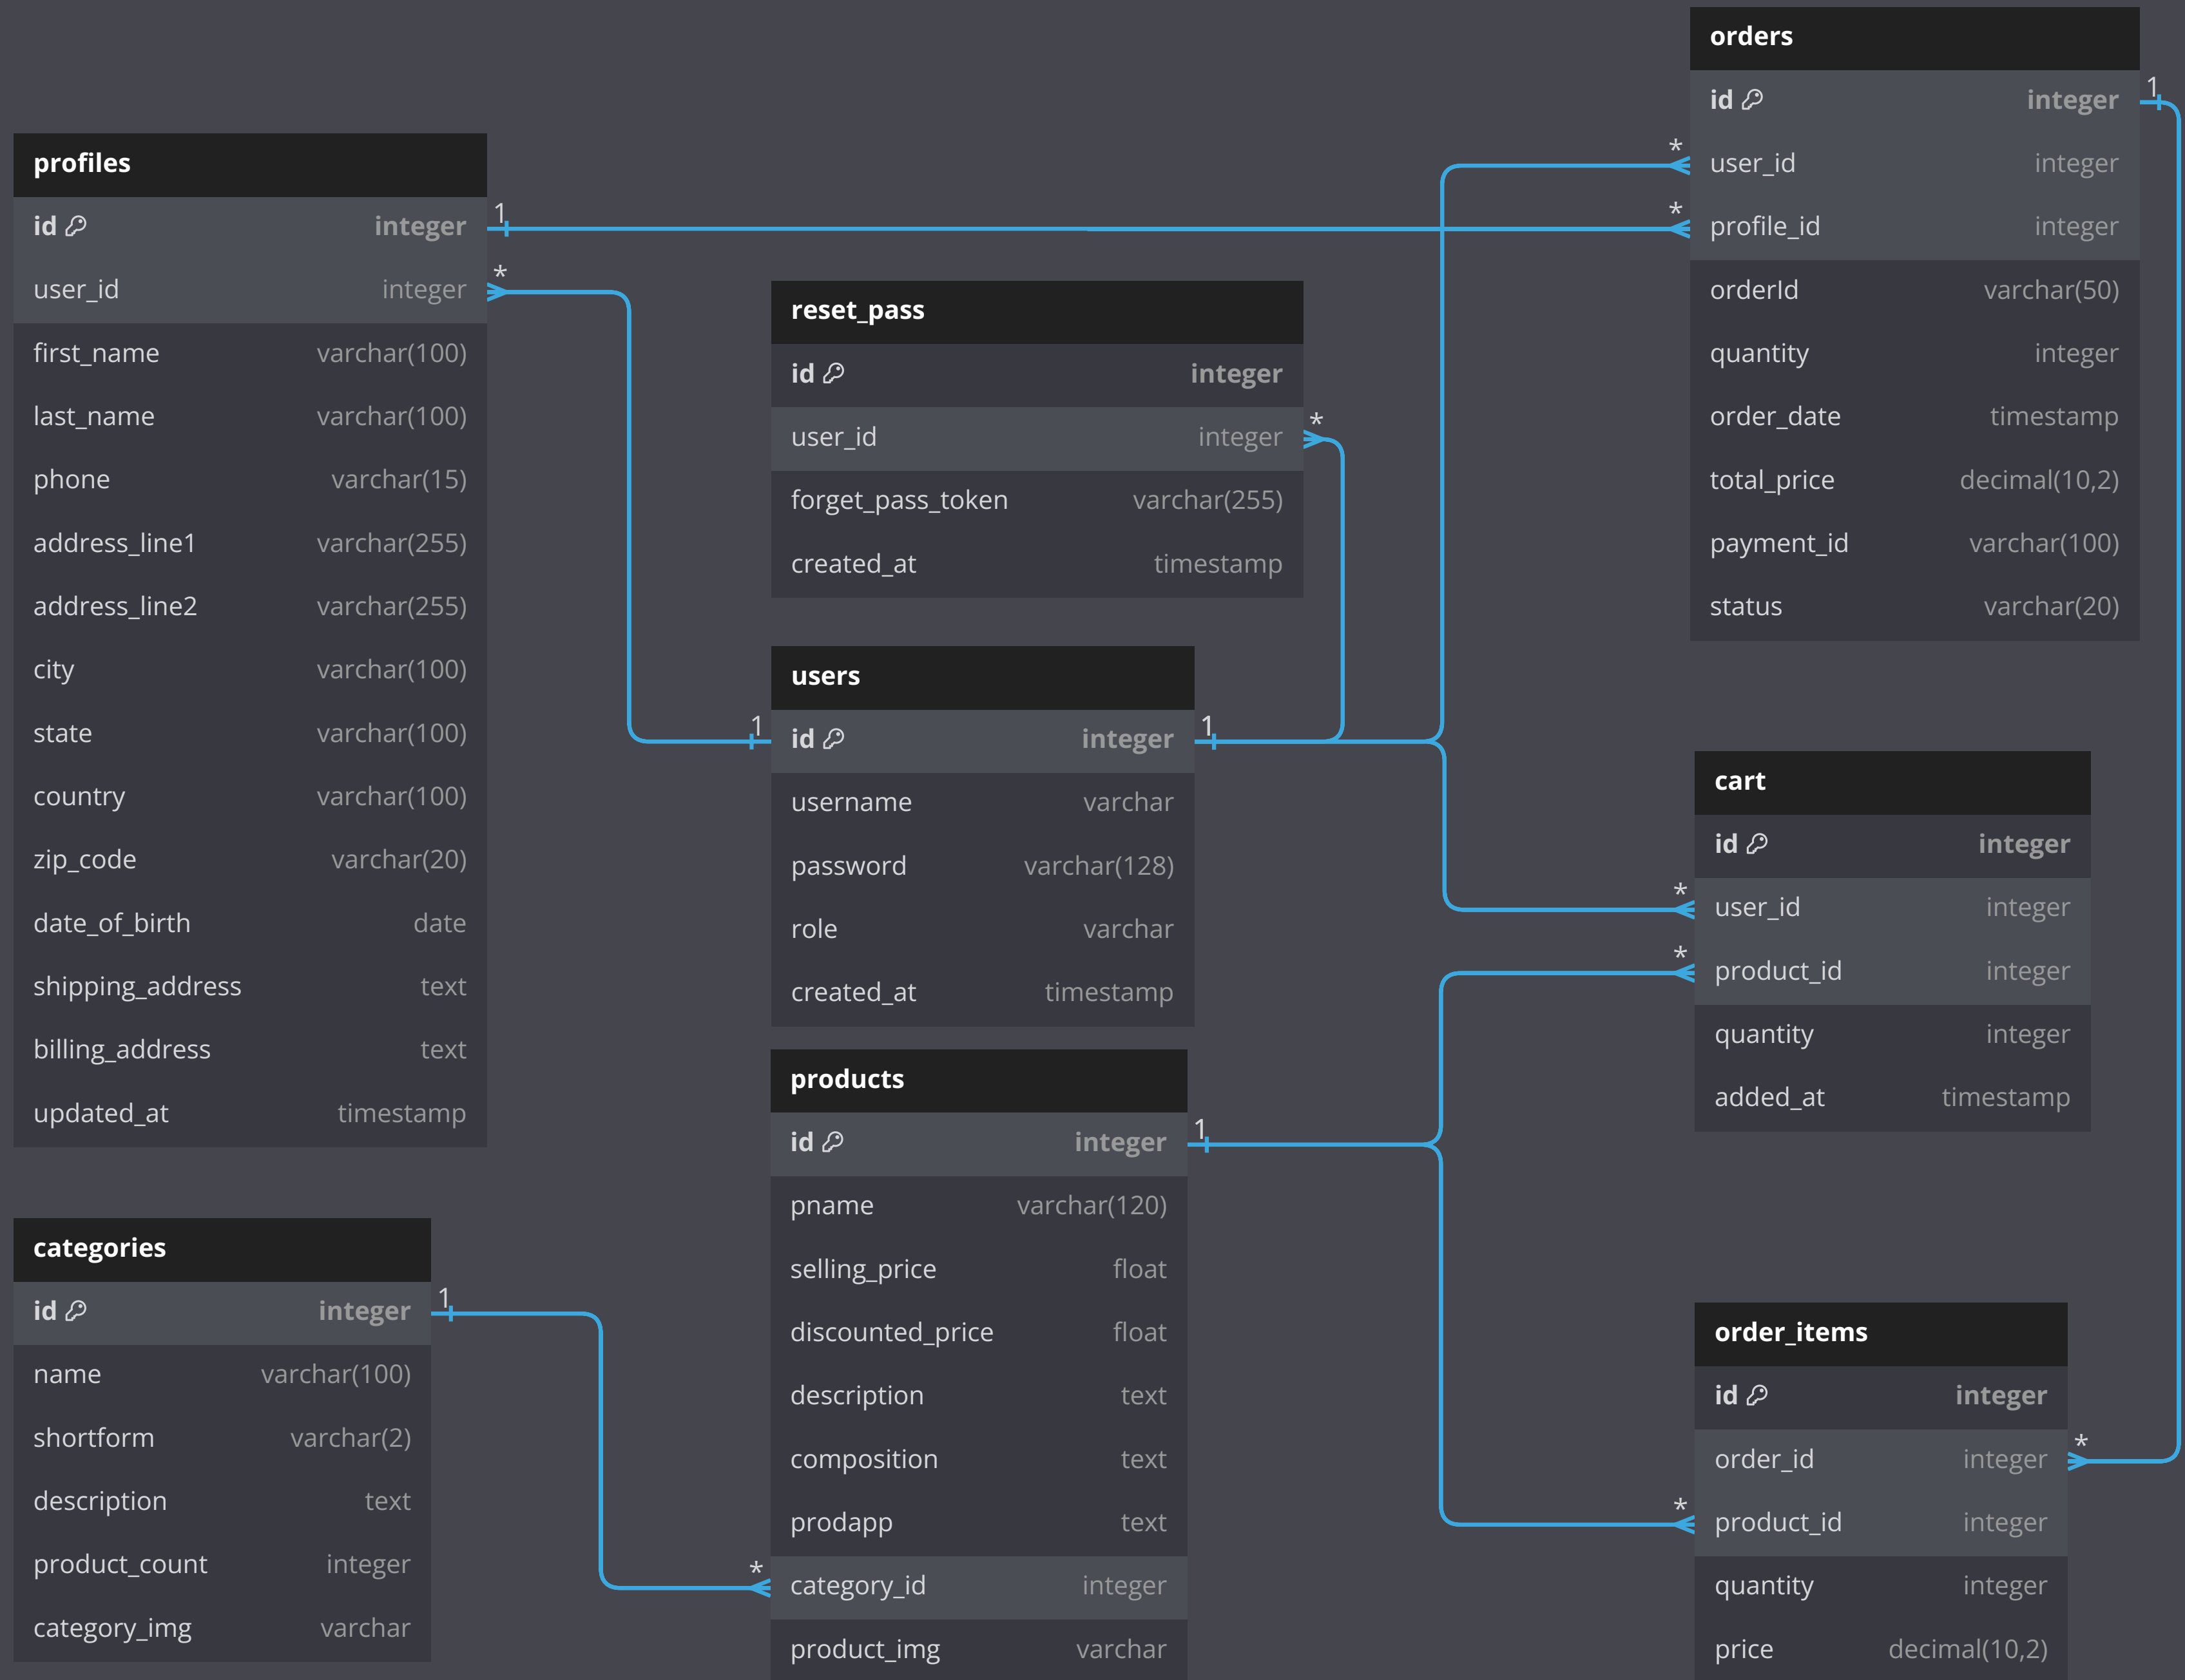 orders
id integer
1
* user_id integer
* profile_id integer
orderId varchar(50)
quantity integer
order_date timestamp
total_price decimal(10,2)
payment_id varchar(100)
status varchar(20)
profiles
id integer
1
user_id integer
*
first_name varchar(100)
last_name varchar(100)
phone varchar(15)
address_line1 varchar(255)
address_line2 varchar(255)
city varchar(100)
state varchar(100)
country varchar(100)
zip_code varchar(20)
date_of_birth date
shipping_address text
billing_address text
updated_at timestamp
reset_pass
id integer
user_id integer
*
forget_pass_token varchar(255)
created_at timestamp
users
1
id integer
1
username varchar
password varchar(128)
role varchar
created_at timestamp
cart
id integer
* user_id integer
* product_id integer
quantity integer
added_at timestamp
products
id integer
1
pname varchar(120)
selling_price float
discounted_price float
description text
composition text
prodapp text
* category_id integer
product_img varchar
categories
id integer
1
name varchar(100)
shortform varchar(2)
description text
product_count integer
category_img varchar
order_items
id integer
order_id integer
*
* product_id integer
quantity integer
price decimal(10,2)